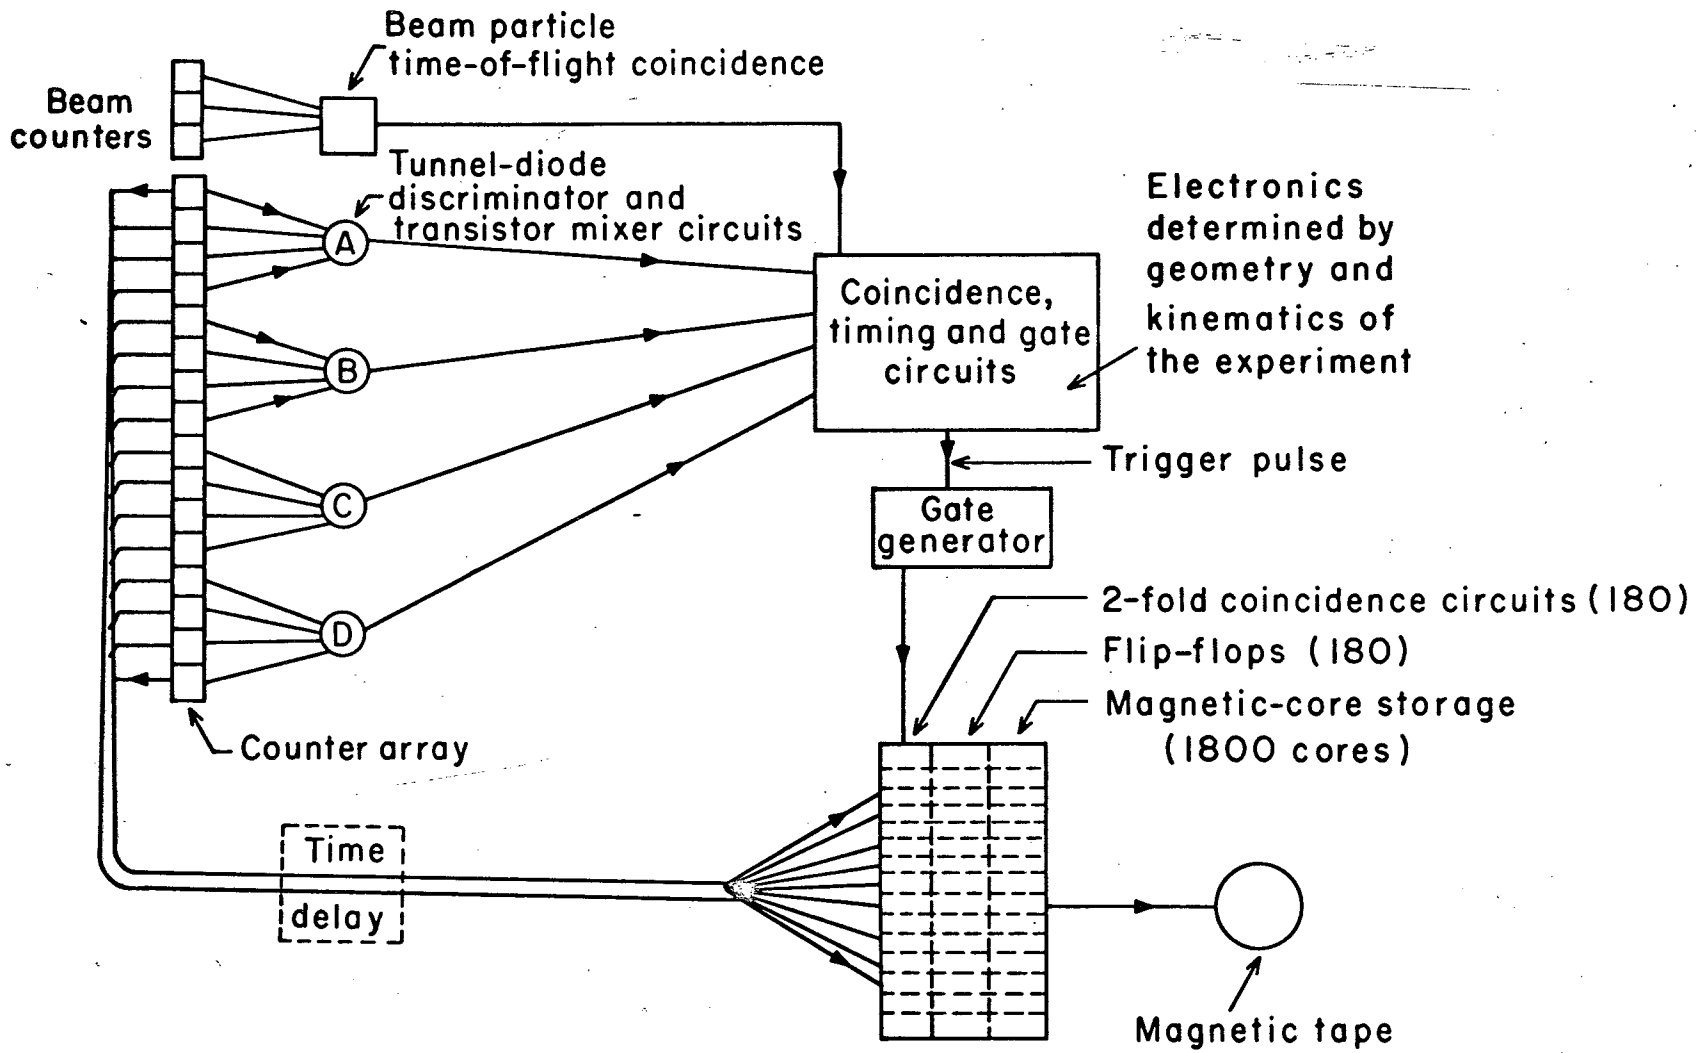 Beam particle
time-of-flight coincidence
Beam
counters
Tunnel-diode
discriminator and
transistor mixer circuits
A
B
C
D
Coincidence,
timing and gate
circuits
Electronics
determined by
geometry and
kinematics of
the experiment
Trigger pulse
Gate
generator
2-fold coincidence circuits (180)
Flip-flops (180)
Magnetic-core storage
(1800 cores)
Counter array
Time
delay
Magnetic tape